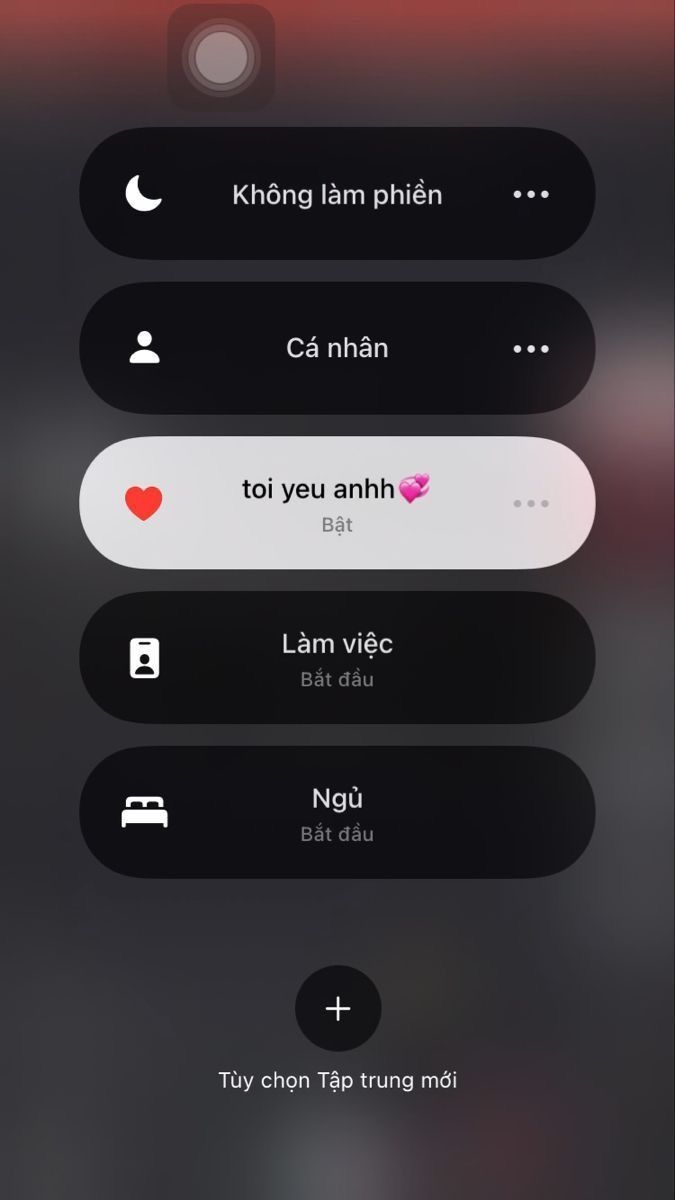 Không làm phiền
Cá nhân
toi yeu anhh💞
Bật
Làm việc
Bắt đầu
Ngủ
Bắt đầu
Tùy chọn Tập trung mới